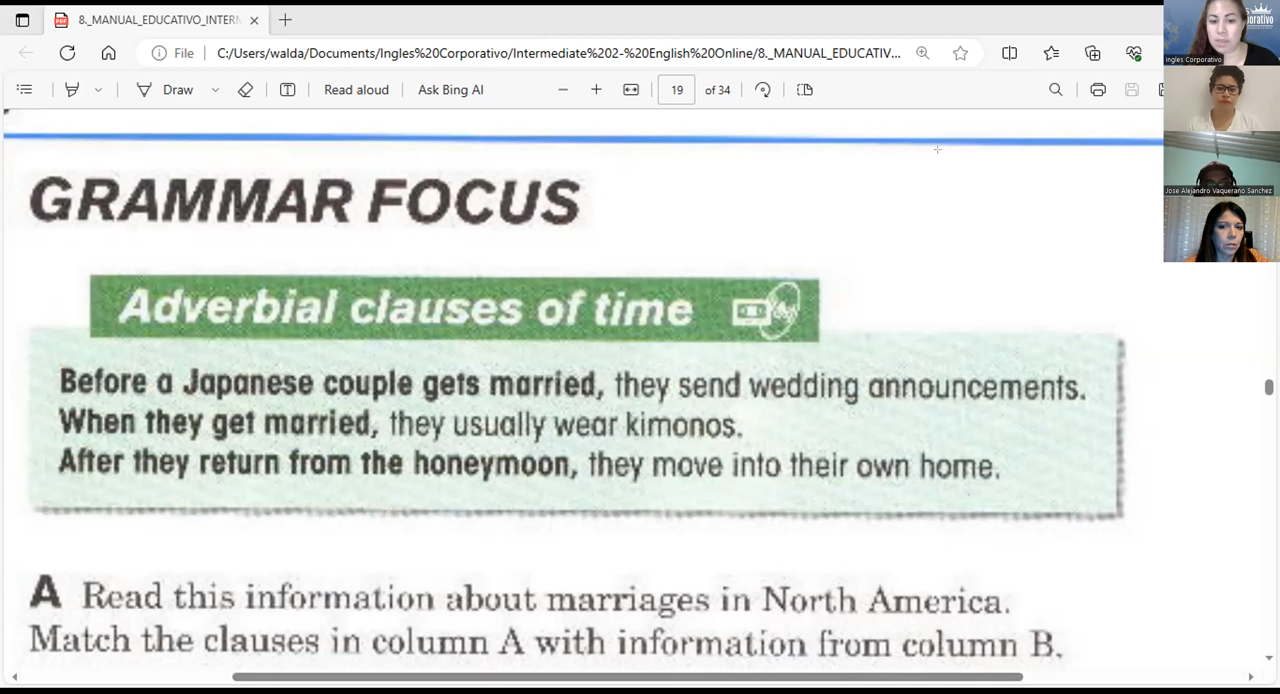 8._MANUAL_EDUCATIVO_INTERN
File
C:/Users/walda/Documents/Ingles%20Corporativo/Intermediate%202-%20English%20Online/8._MANUAL_EDUCATIV...
Draw
Read aloud
Ask Bing AI
19 of 34
Ingles Corporativo
Jose Alejandro Vaquerano Sanchez
GRAMMAR FOCUS
Adverbial clauses of time
Before a Japanese couple gets married, they send wedding announcements.
When they get married, they usually wear kimonos.
After they return from the honeymoon, they move into their own home.
A Read this information about marriages in North America.
Match the clauses in column A with information from column B.